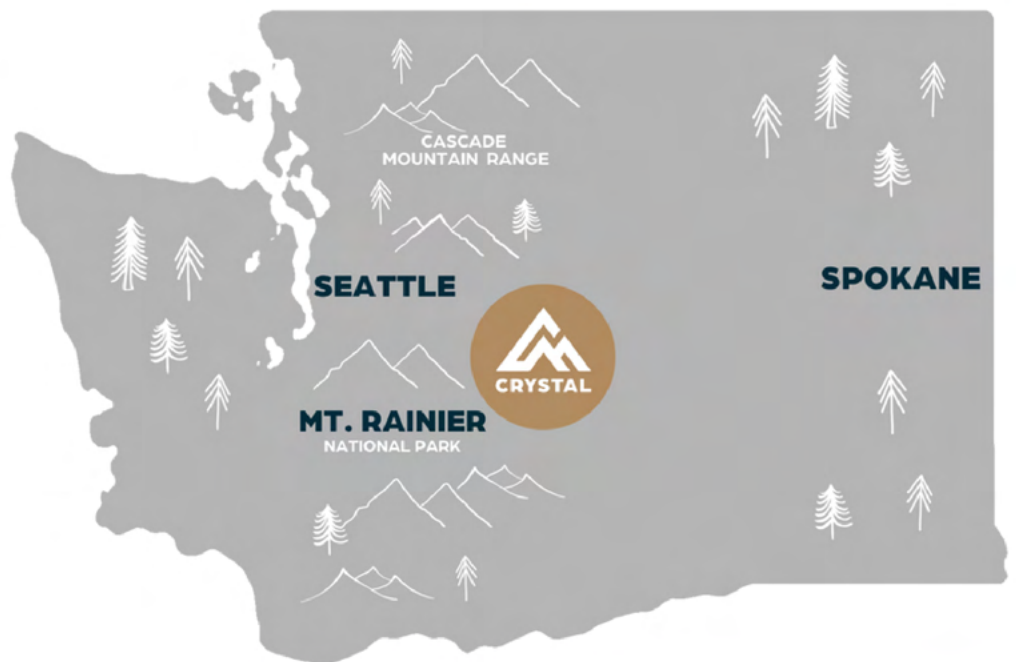 CASCADE
MOUNTAIN RANGE
SEATTLE
SPOKANE
CRYSTAL
MT. RAINIER
NATIONAL PARK